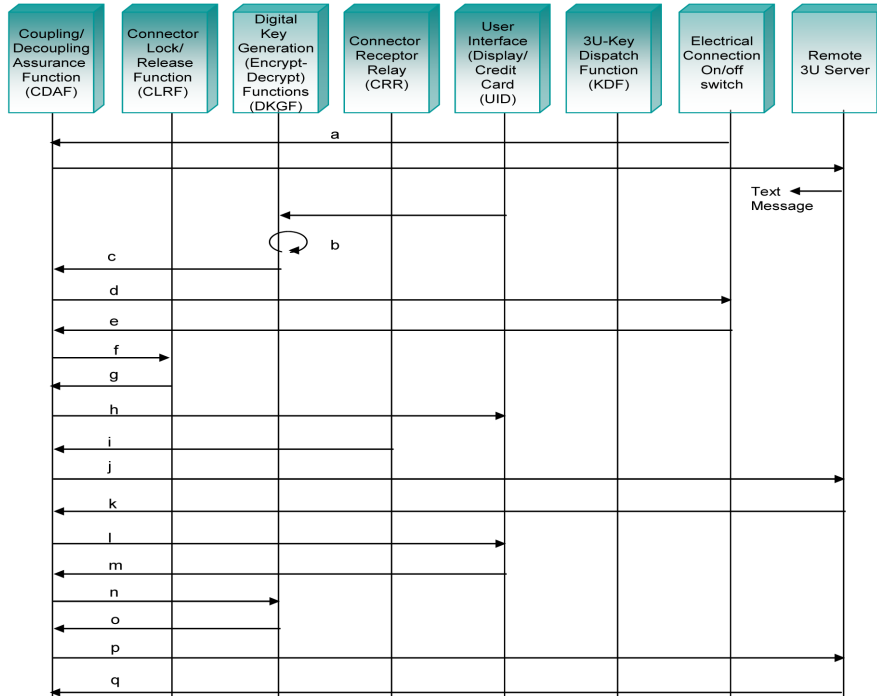 Coupling/
Decoupling
Assurance
Function
(CDAF)
Connector
Lock/
Release
Function
(CLRF)
Digital
Key
Generation
(Encrypt-
Decrypt)
Functions
(DKGF)
Connector
Receptor
Relay
(CRR)
User
Interface
(Display/
Credit
Card
(UID)
3U-Key
Dispatch
Function
(KDF)
Electrical
Connection
On/off
switch
Remote
3U Server
a
Text
Message
b
c
d
e
f
g
h
i
j
k
l
m
n
o
p
q